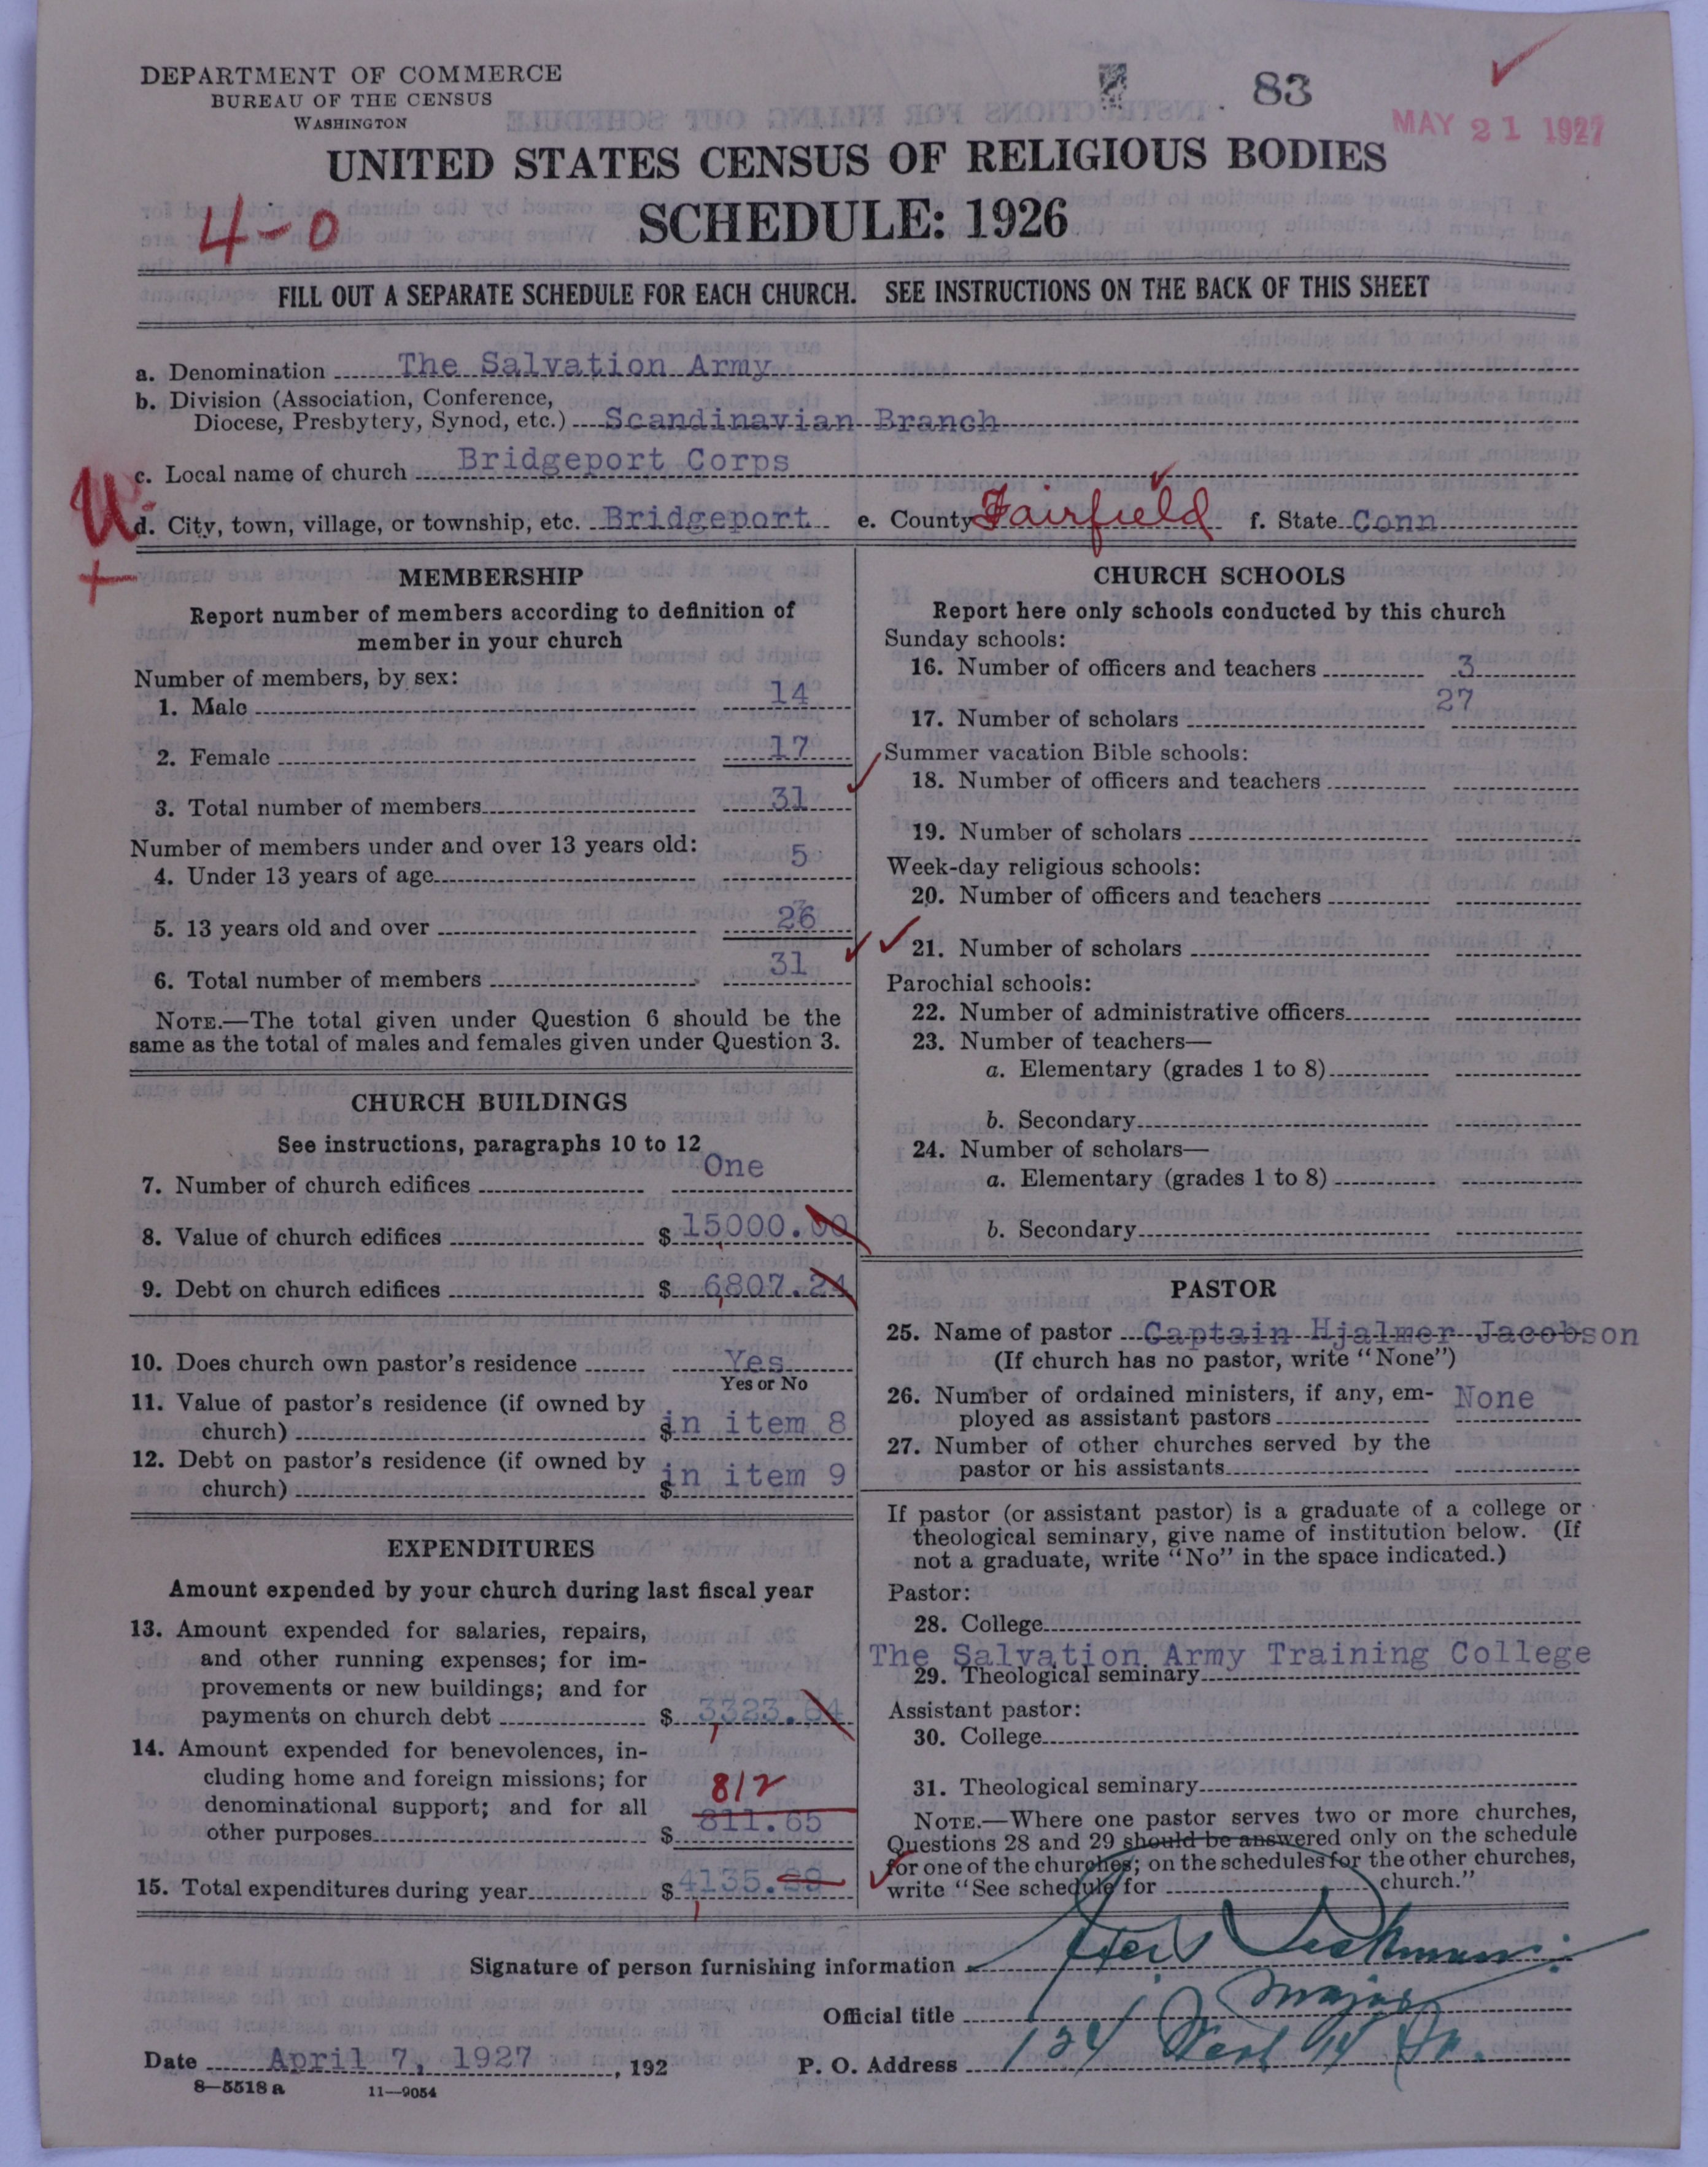 DEPARTMENT OF COMMERCE
BUREAU OF THE CENSUS
WASHINGTON
83
MAY 21 1927
UNITED STATES CENSUS OF RELIGIOUS BODIES
4-0
SCHEDULE: 1926
FILL OUT A SEPARATE SCHEDULE FOR EACH CHURCH. SEE INSTRUCTIONS ON THE BACK OF THIS SHEET
a. Denomination The Salvation Army
b. Division (Association, Conference,
Diocese, Presbytery, Synod, etc.) Scandinavian Branch
c. Local name of church Bridgeport Corps
U
d. City, town, village, or township, etc. Bridgeport e. County Fairfield f. State Conn
+
MEMBERSHIP
Report number of members according to definition of
member in your church
Number of members, by sex:
1. Male 14
2. Female 17
3. Total number of members 31
Number of members under and over 13 years old:
4. Under 13 years of age 5
5. 13 years old and over 26
6. Total number of members 31
NOTE.—The total given under Question 6 should be the
same as the total of males and females given under Question 3.
CHURCH BUILDINGS
See instructions, paragraphs 10 to 12
7. Number of church edifices One
8. Value of church edifices $ 15000.00
9. Debt on church edifices $ 6807.24
10. Does church own pastor's residence Yes
Yes or No
11. Value of pastor's residence (if owned by
church) $ in item 8
12. Debt on pastor's residence (if owned by
church) $ in item 9
EXPENDITURES
Amount expended by your church during last fiscal year
13. Amount expended for salaries, repairs,
and other running expenses; for im-
provements or new buildings; and for
payments on church debt $ 3323.64
14. Amount expended for benevolences, in-
cluding home and foreign missions; for
812
denominational support; and for all
other purposes $ 811.65
15. Total expenditures during year $ 4135.
CHURCH SCHOOLS
Report here only schools conducted by this church
Sunday schools:
16. Number of officers and teachers 3
17. Number of scholars 27
Summer vacation Bible schools:
18. Number of officers and teachers
19. Number of scholars
Week-day religious schools:
20. Number of officers and teachers
21. Number of scholars
Parochial schools:
22. Number of administrative officers
23. Number of teachers—
a. Elementary (grades 1 to 8)
b. Secondary
24. Number of scholars—
a. Elementary (grades 1 to 8)
b. Secondary
PASTOR
25. Name of pastor Captain Hjalmer Jacobson
(If church has no pastor, write "None")
26. Number of ordained ministers, if any, em-
ployed as assistant pastors None
27. Number of other churches served by the
pastor or his assistants
If pastor (or assistant pastor) is a graduate of a college or
theological seminary, give name of institution below. (If
not a graduate, write "No" in the space indicated.)
Pastor:
28. College
The Salvation Army Training College
29. Theological seminary
Assistant pastor:
30. College
31. Theological seminary
NOTE.—Where one pastor serves two or more churches,
Questions 28 and 29 should be answered only on the schedule
for one of the churches; on the schedules for the other churches,
write "See schedule for church."
Signature of person furnishing information
Official title Major
Date April 7, 1927, 192 P. O. Address 124 West 14 St.
8—5518 a 11—9054